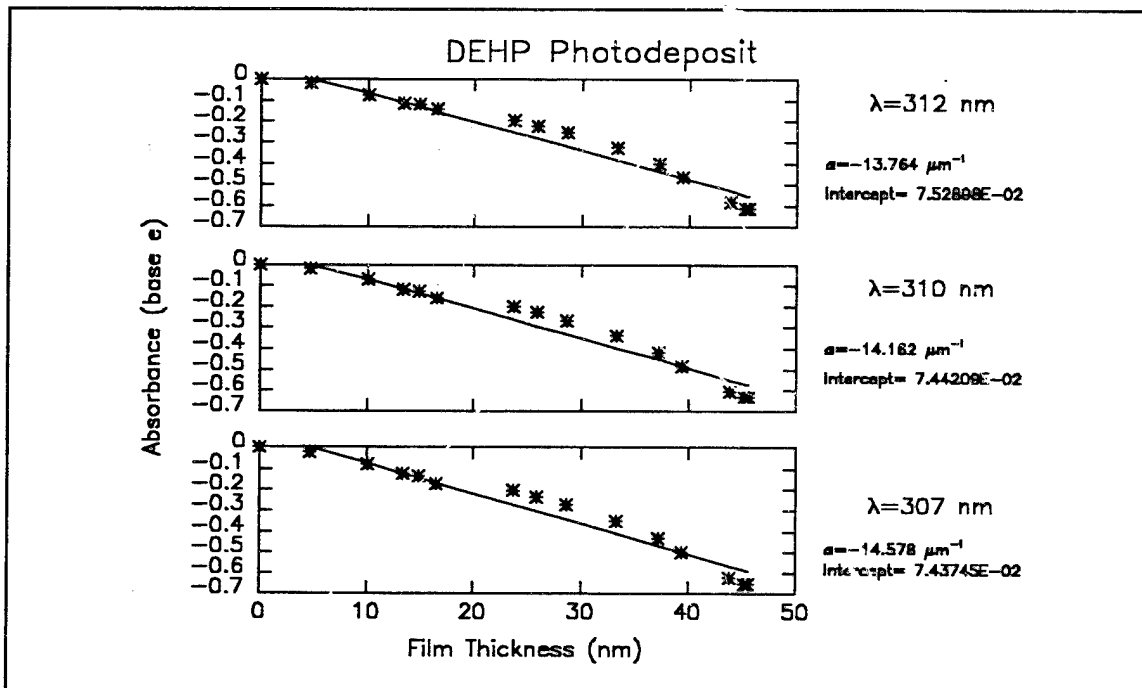 DEHP Photodeposit
Absorbance (base e)
0
-0.1
-0.2
-0.3
-0.4
-0.5
-0.6
-0.7
λ=312 nm
a=-13.764 μm⁻¹
Intercept= 7.52898E-02
0
-0.1
-0.2
-0.3
-0.4
-0.5
-0.6
-0.7
λ=310 nm
a=-14.162 μm⁻¹
Intercept= 7.44209E-02
0
-0.1
-0.2
-0.3
-0.4
-0.5
-0.6
-0.7
λ=307 nm
a=-14.578 μm⁻¹
Intercept= 7.43745E-02
0 10 20 30 40 50
Film Thickness (nm)